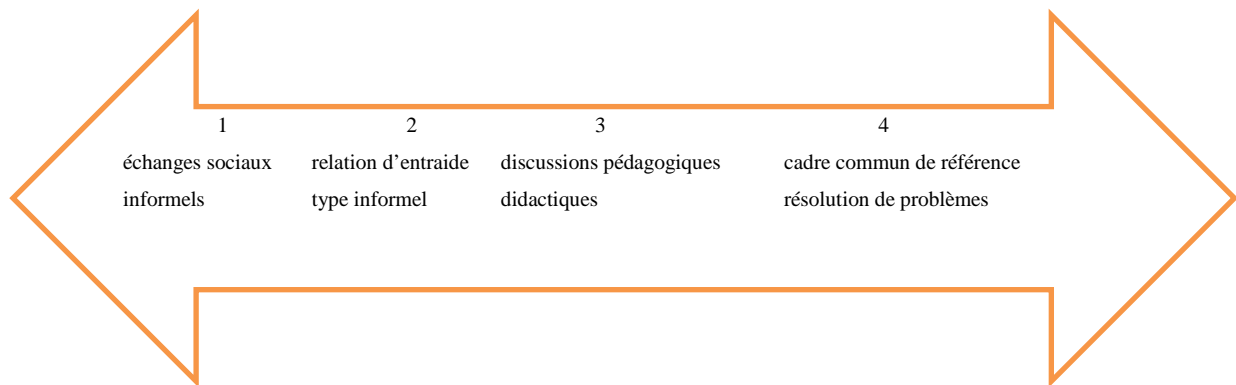 1 2 3 4
échanges sociaux relation d’entraide discussions pédagogiques cadre commun de référence
informels type informel didactiques résolution de problèmes